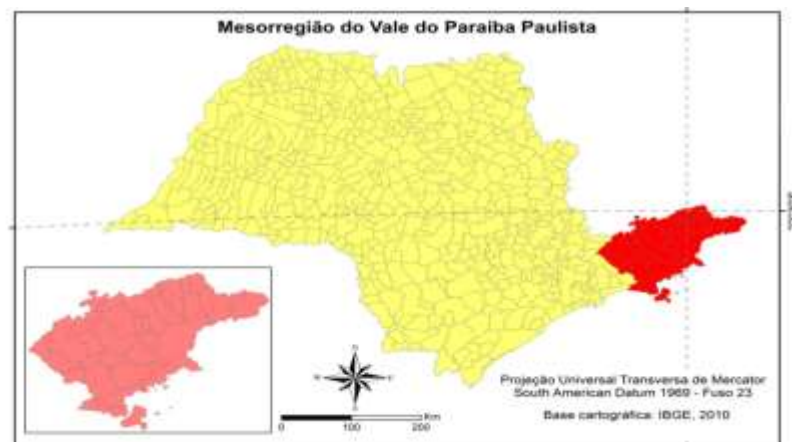 Mesorregião do Vale do Paraiba Paulista
Projeção Universal Transversa de Mercator
South American Datum 1969 - Fuso 23
Km
0 100 200
Base cartográfica: IBGE, 2010